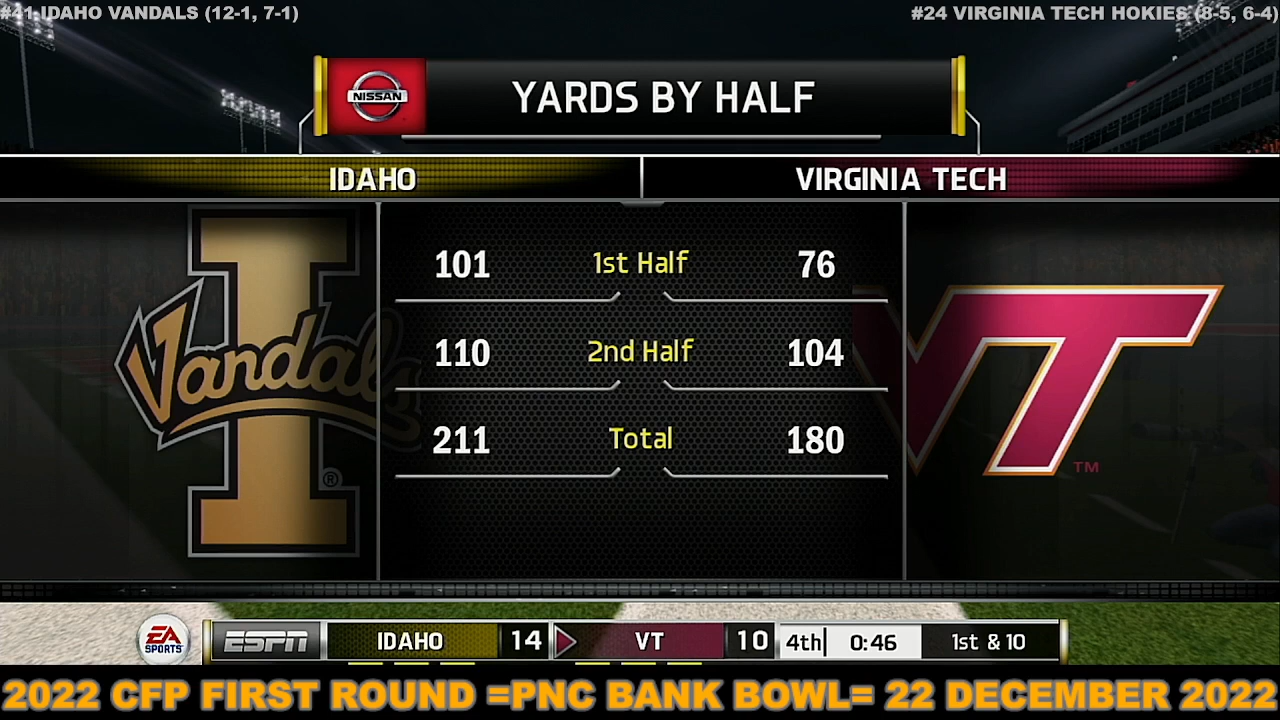 #41 IDAHO VANDALS (12-1, 7-1)
#24 VIRGINIA TECH HOKIES (8-5, 6-4)
NISSAN
YARDS BY HALF
IDAHO
VIRGINIA TECH
101 1st Half 76
110 2nd Half 104
211 Total 180
I
Vandals
®
VT
TM
EA SPORTS
ESPN IDAHO 14 VT 10 4th 0:46 1st & 10
2022 CFP FIRST ROUND =PNC BANK BOWL= 22 DECEMBER 2022